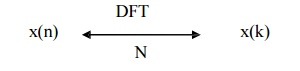 DFT
x(n) x(k)
N